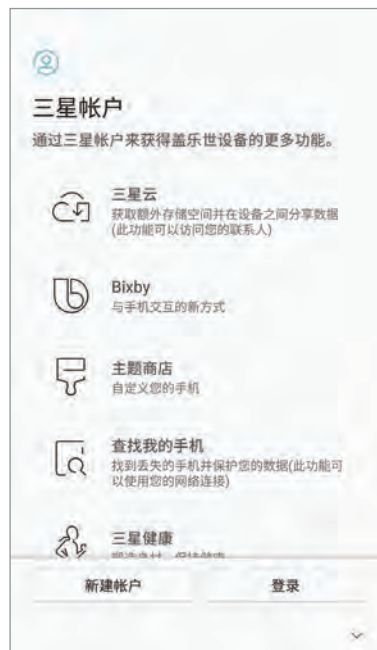 三星帐户
通过三星帐户来获得盖乐世设备的更多功能。
三星云
获取额外存储空间并在设备之间分享数据
(此功能可以访问您的联系人)
Bixby
与手机交互的新方式
主题商店
自定义您的手机
查找我的手机
找到丢失的手机并保护您的数据(此功能可
以使用您的网络连接)
三星健康
新建帐户
登录